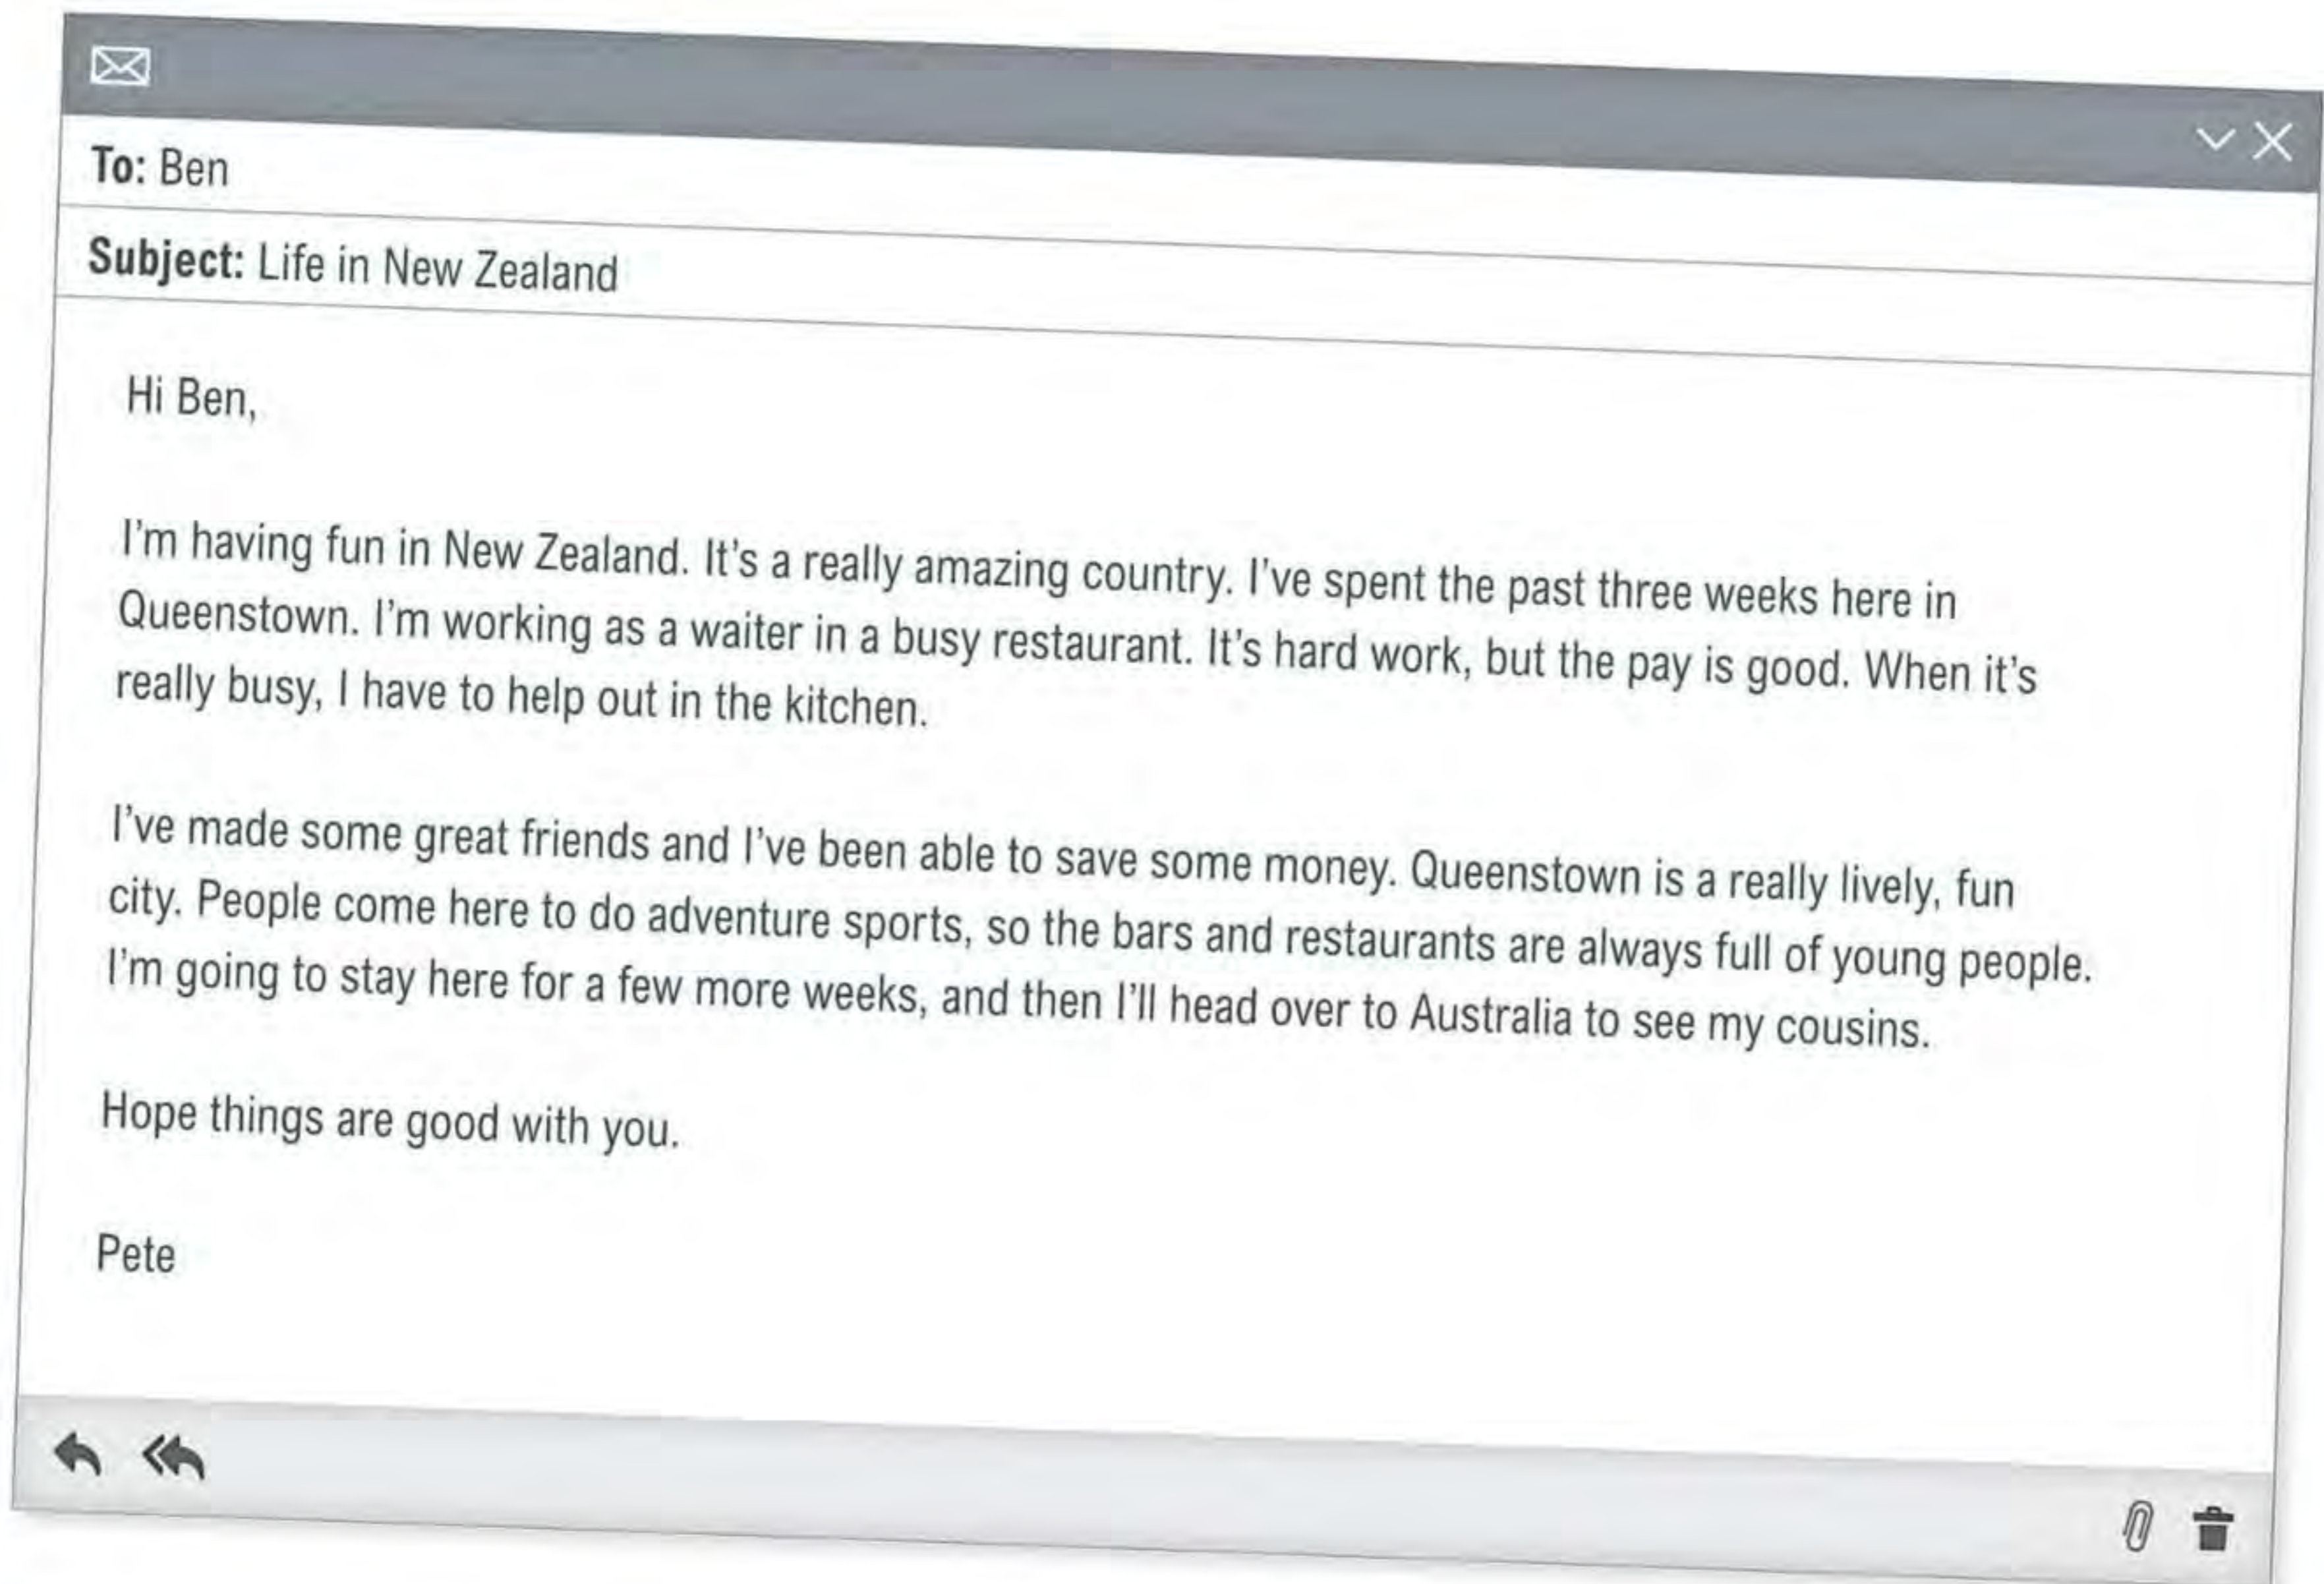 To: Ben
Subject: Life in New Zealand
Hi Ben,
I'm having fun in New Zealand. It's a really amazing country. I've spent the past three weeks here in
Queenstown. I'm working as a waiter in a busy restaurant. It's hard work, but the pay is good. When it's
really busy, I have to help out in the kitchen.
I've made some great friends and I've been able to save some money. Queenstown is a really lively, fun
city. People come here to do adventure sports, so the bars and restaurants are always full of young people.
I'm going to stay here for a few more weeks, and then I'll head over to Australia to see my cousins.
Hope things are good with you.
Pete